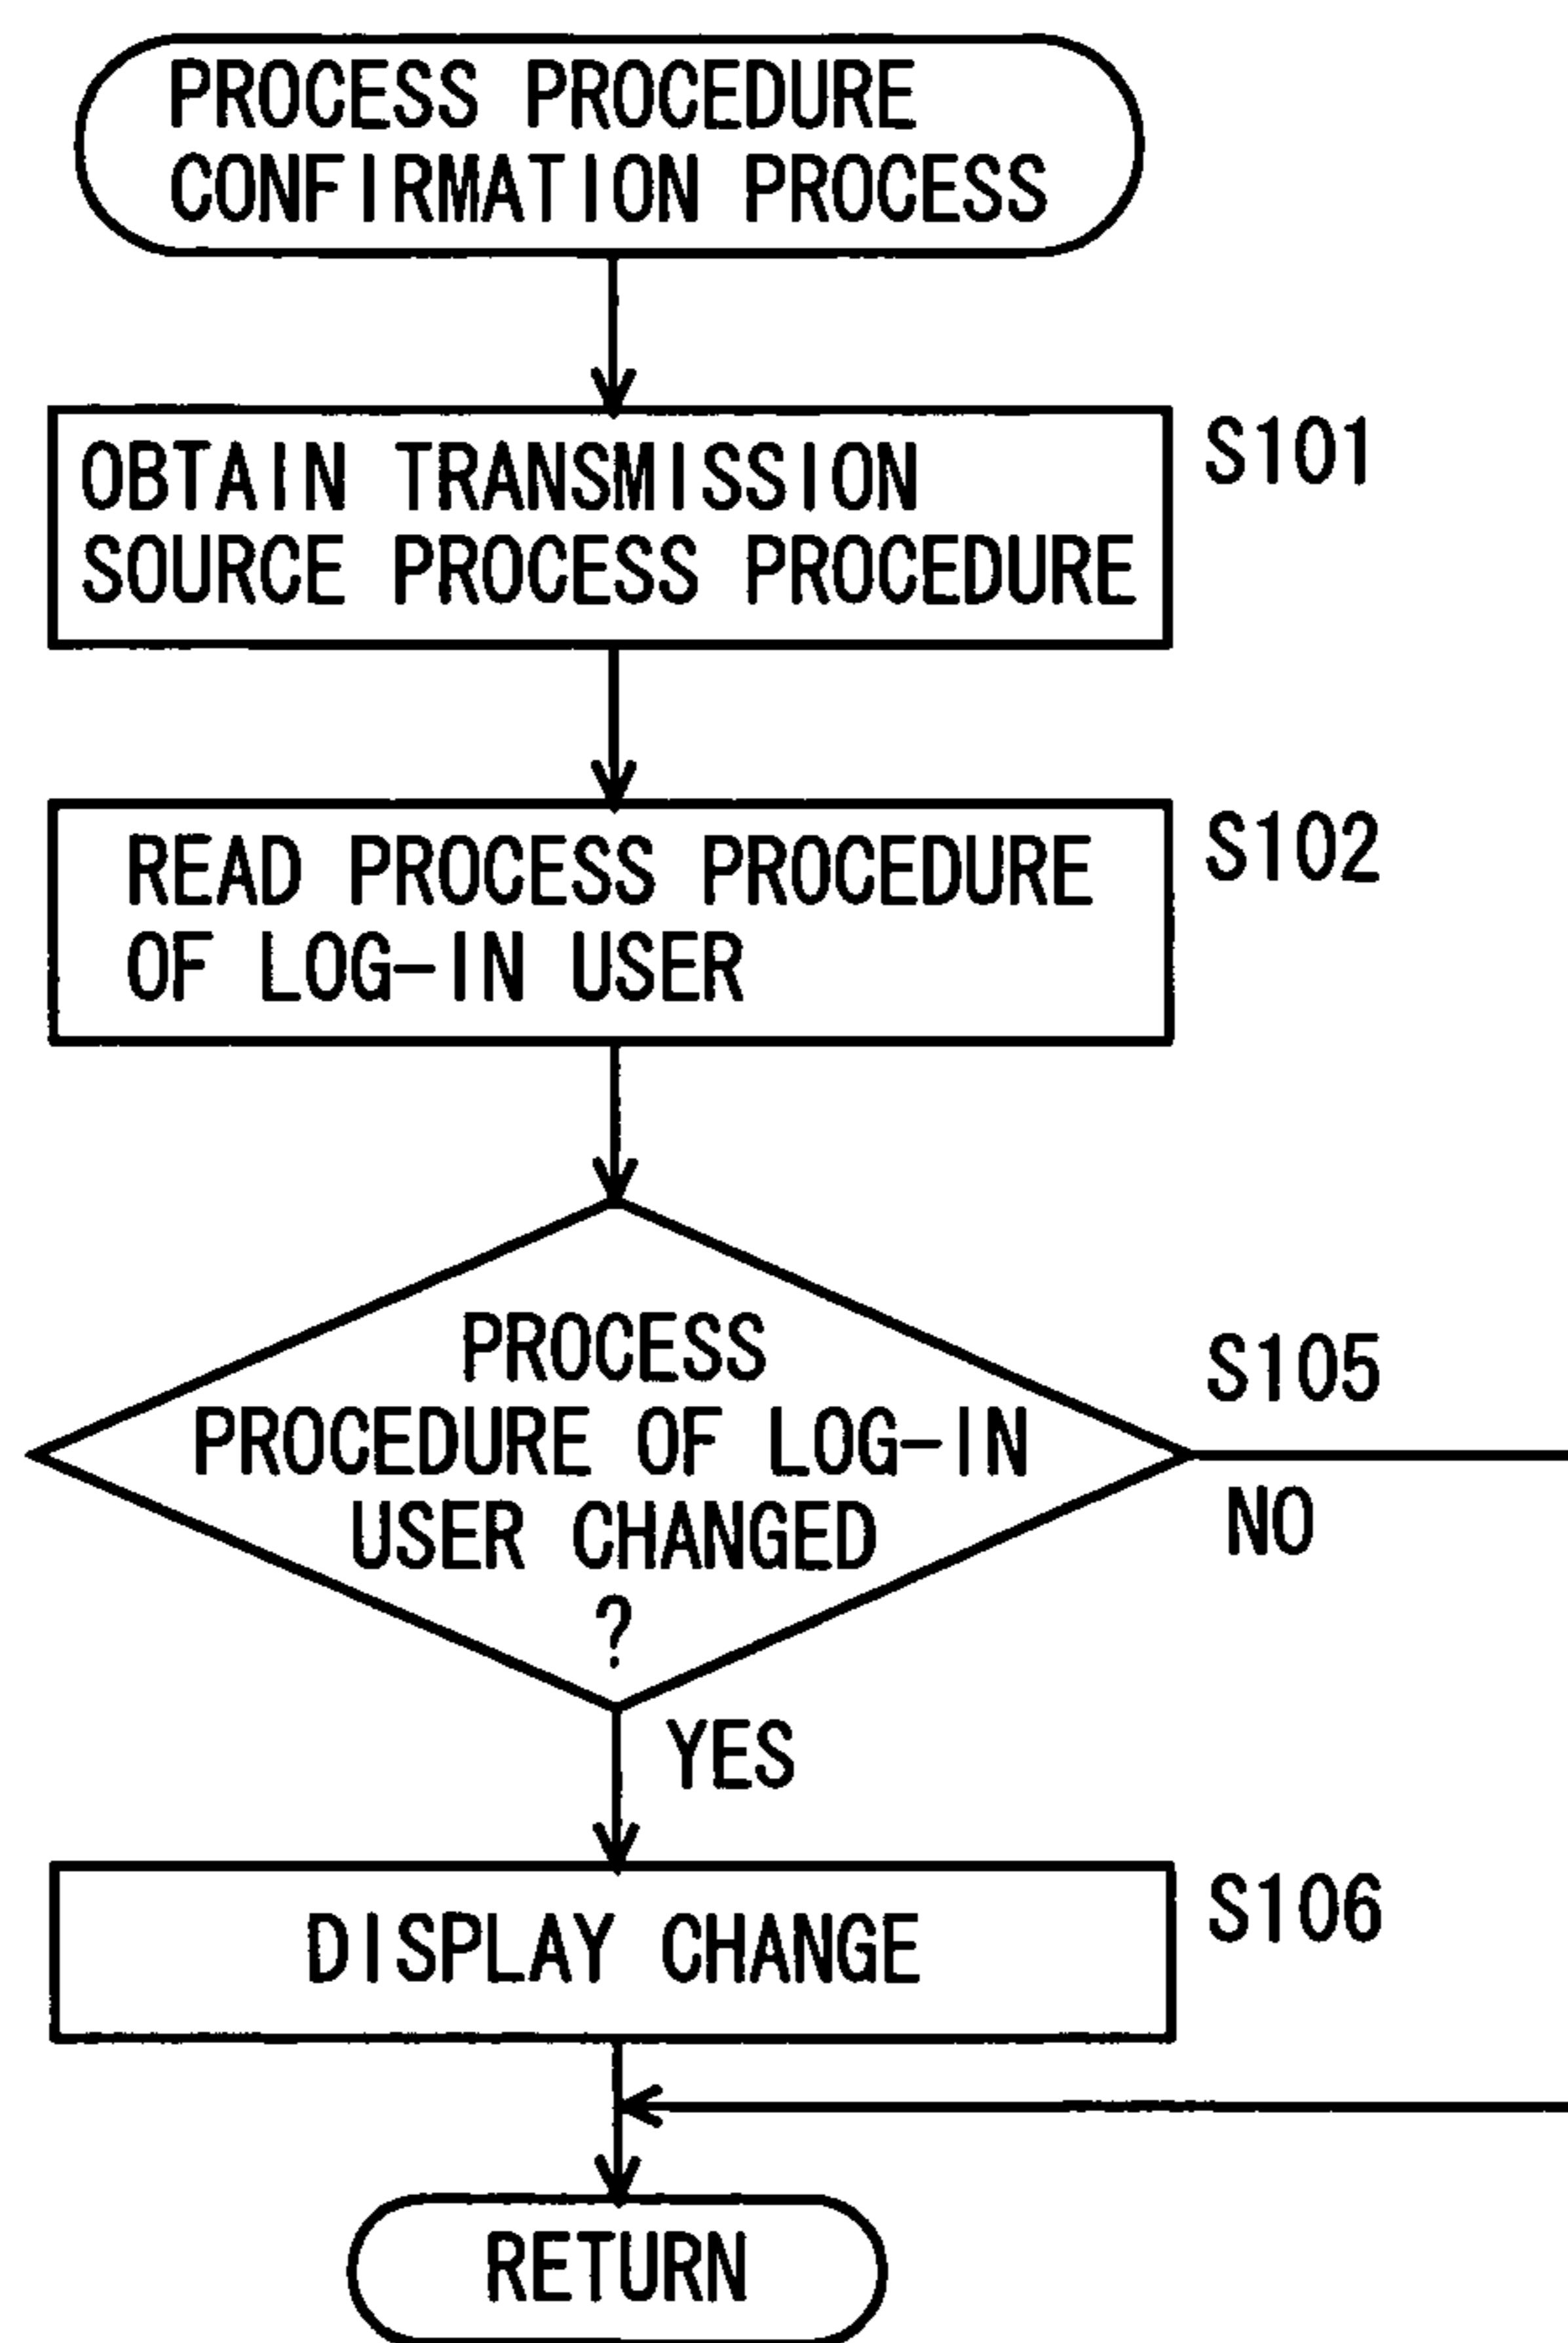 PROCESS PROCEDURE
CONFIRMATION PROCESS
OBTAIN TRANSMISSION
SOURCE PROCESS PROCEDURE
S101
READ PROCESS PROCEDURE
OF LOG-IN USER
S102
PROCESS
PROCEDURE OF LOG-IN
USER CHANGED
?
S105
NO
YES
DISPLAY CHANGE
S106
RETURN